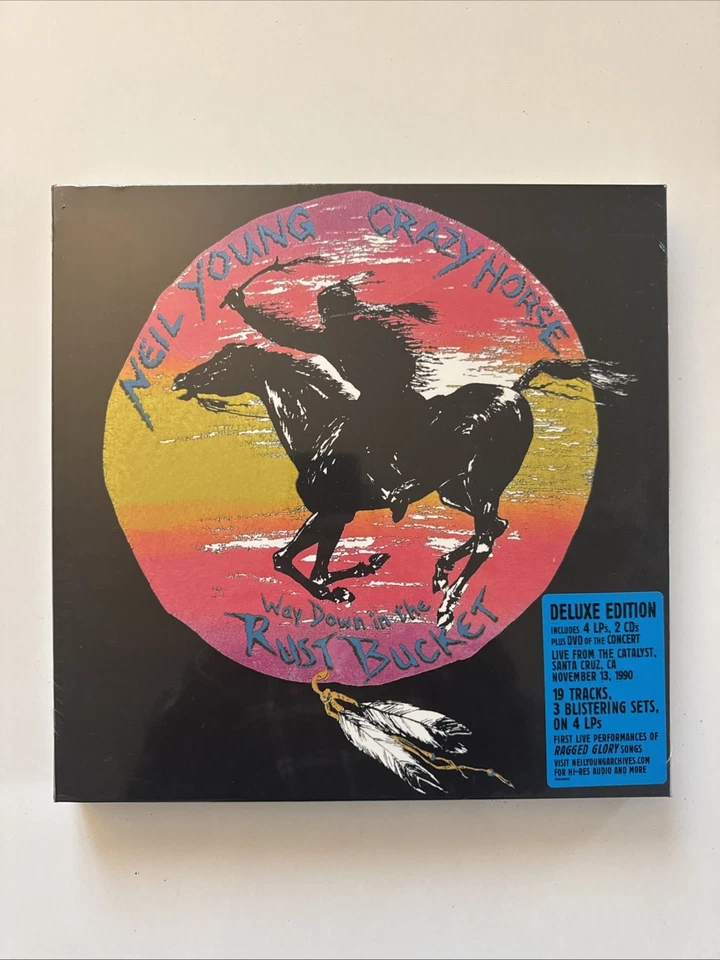 NEIL YOUNG CRAZY HORSE
Way Down in the
RUST BUCKET
DELUXE EDITION
INCLUDES 4 LPs, 2 CDs
PLUS DVD OF THE CONCERT
LIVE FROM THE CATALYST,
SANTA CRUZ, CA
NOVEMBER 13, 1990
19 TRACKS,
3 BLISTERING SETS,
ON 4 LPs
FIRST LIVE PERFORMANCES OF
RAGGED GLORY SONGS
VISIT NEILYOUNGARCHIVES.COM
FOR HI-RES AUDIO AND MORE